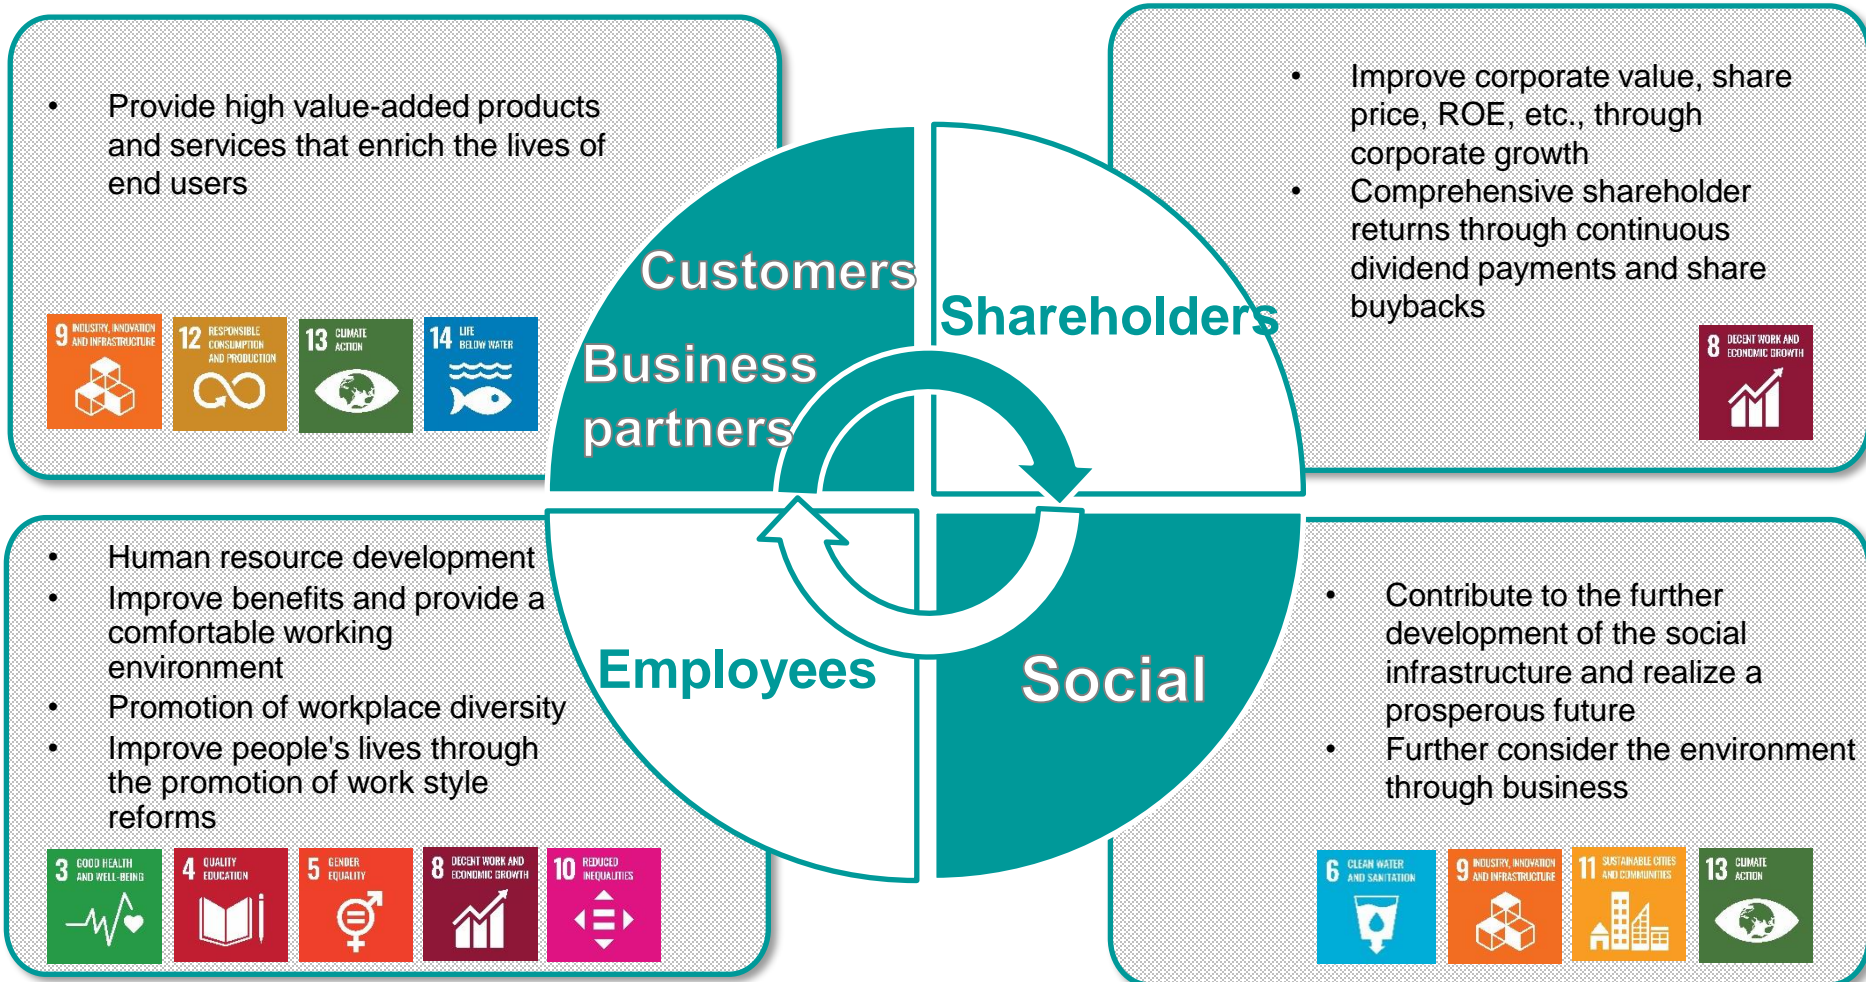 • Provide high value-added products
and services that enrich the lives of
end users
9 INDUSTRY, INNOVATION
AND INFRASTRUCTURE
12 RESPONSIBLE
CONSUMPTION
AND PRODUCTION
13 CLIMATE
ACTION
14 LIFE
BELOW WATER
Customers
Business
partners
Shareholders
• Improve corporate value, share
price, ROE, etc., through
corporate growth
• Comprehensive shareholder
returns through continuous
dividend payments and share
buybacks
8 DECENT WORK AND
ECONOMIC GROWTH
• Human resource development
• Improve benefits and provide a
comfortable working
environment
• Promotion of workplace diversity
• Improve people's lives through
the promotion of work style
reforms
3 GOOD HEALTH
AND WELL-BEING
4 QUALITY
EDUCATION
5 GENDER
EQUALITY
8 DECENT WORK AND
ECONOMIC GROWTH
10 REDUCED
INEQUALITIES
Employees
Social
• Contribute to the further
development of the social
infrastructure and realize a
prosperous future
• Further consider the environment
through business
6 CLEAN WATER
AND SANITATION
9 INDUSTRY, INNOVATION
AND INFRASTRUCTURE
11 SUSTAINABLE CITIES
AND COMMUNITIES
13 CLIMATE
ACTION